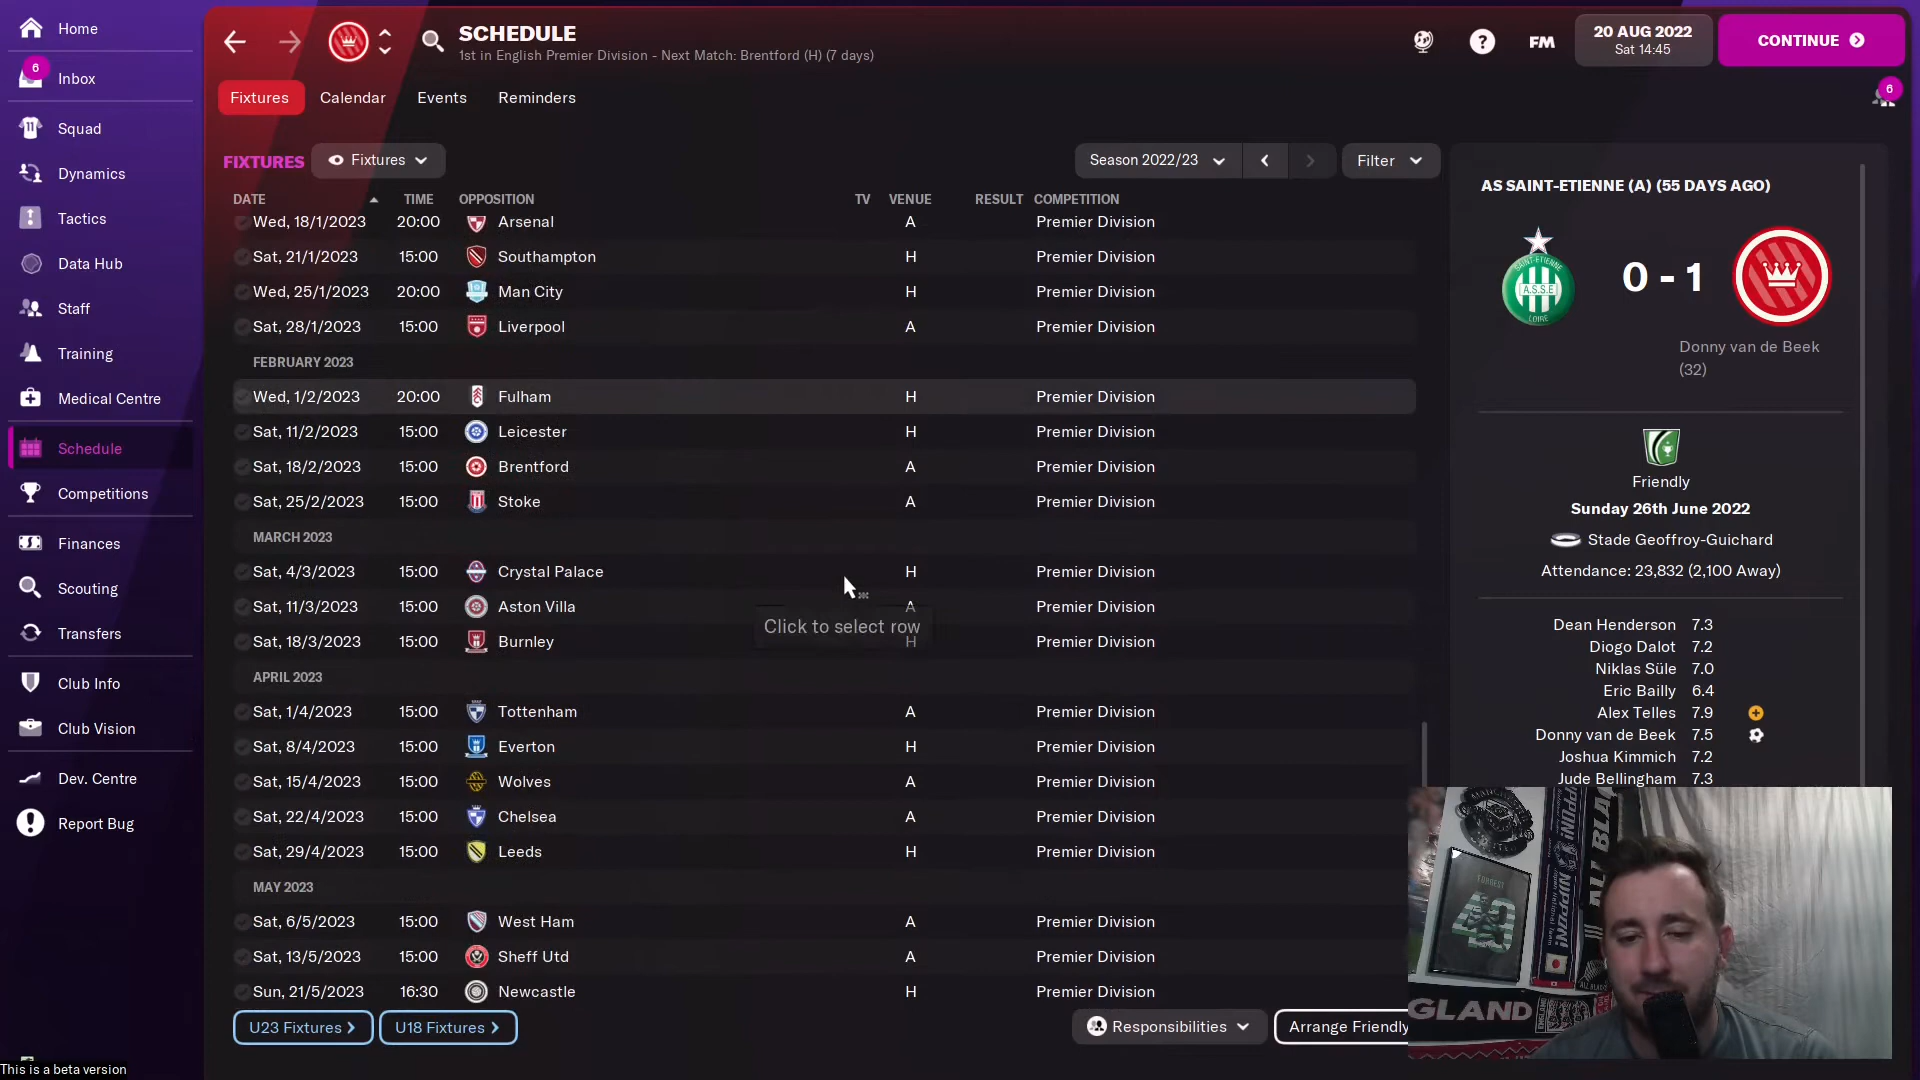 Home
SCHEDULE
1st in English Premier Division - Next Match: Brentford (H) (7 days)
FM
20 AUG 2022
Sat 14:45
CONTINUE
6
Inbox
Fixtures
Calendar
Events
Reminders
6
Squad
Dynamics
Tactics
Data Hub
Staff
Training
Medical Centre
Schedule
Competitions
Finances
Scouting
Transfers
Club Info
Club Vision
Dev. Centre
Report Bug
This is a beta version
FIXTURES
Fixtures
Season 2022/23
Filter
DATE TIME OPPOSITION TV VENUE RESULT COMPETITION
Wed, 18/1/2023 20:00 Arsenal A Premier Division
Sat, 21/1/2023 15:00 Southampton H Premier Division
Wed, 25/1/2023 20:00 Man City H Premier Division
Sat, 28/1/2023 15:00 Liverpool A Premier Division
FEBRUARY 2023
Wed, 1/2/2023 20:00 Fulham H Premier Division
Sat, 11/2/2023 15:00 Leicester H Premier Division
Sat, 18/2/2023 15:00 Brentford A Premier Division
Sat, 25/2/2023 15:00 Stoke A Premier Division
MARCH 2023
Sat, 4/3/2023 15:00 Crystal Palace H Premier Division
Sat, 11/3/2023 15:00 Aston Villa A Premier Division
Click to select row
Sat, 18/3/2023 15:00 Burnley H Premier Division
APRIL 2023
Sat, 1/4/2023 15:00 Tottenham A Premier Division
Sat, 8/4/2023 15:00 Everton H Premier Division
Sat, 15/4/2023 15:00 Wolves A Premier Division
Sat, 22/4/2023 15:00 Chelsea A Premier Division
Sat, 29/4/2023 15:00 Leeds H Premier Division
MAY 2023
Sat, 6/5/2023 15:00 West Ham A Premier Division
Sat, 13/5/2023 15:00 Sheff Utd A Premier Division
Sun, 21/5/2023 16:30 Newcastle H Premier Division
U23 Fixtures
U18 Fixtures
Responsibilities
Arrange Friendly
AS SAINT-ETIENNE (A) (55 DAYS AGO)
SAINT-ETIENNE
A.S.S.E
LOIRE
0 - 1
Donny van de Beek
(32)
Friendly
Sunday 26th June 2022
Stade Geoffroy-Guichard
Attendance: 23,832 (2,100 Away)
Dean Henderson 7.3
Diogo Dalot 7.2
Niklas Süle 7.0
Eric Bailly 6.4
Alex Telles 7.9
Donny van de Beek 7.5
Joshua Kimmich 7.2
Jude Bellingham 7.3
NIPPON!
NIPPON!
49
GLAND